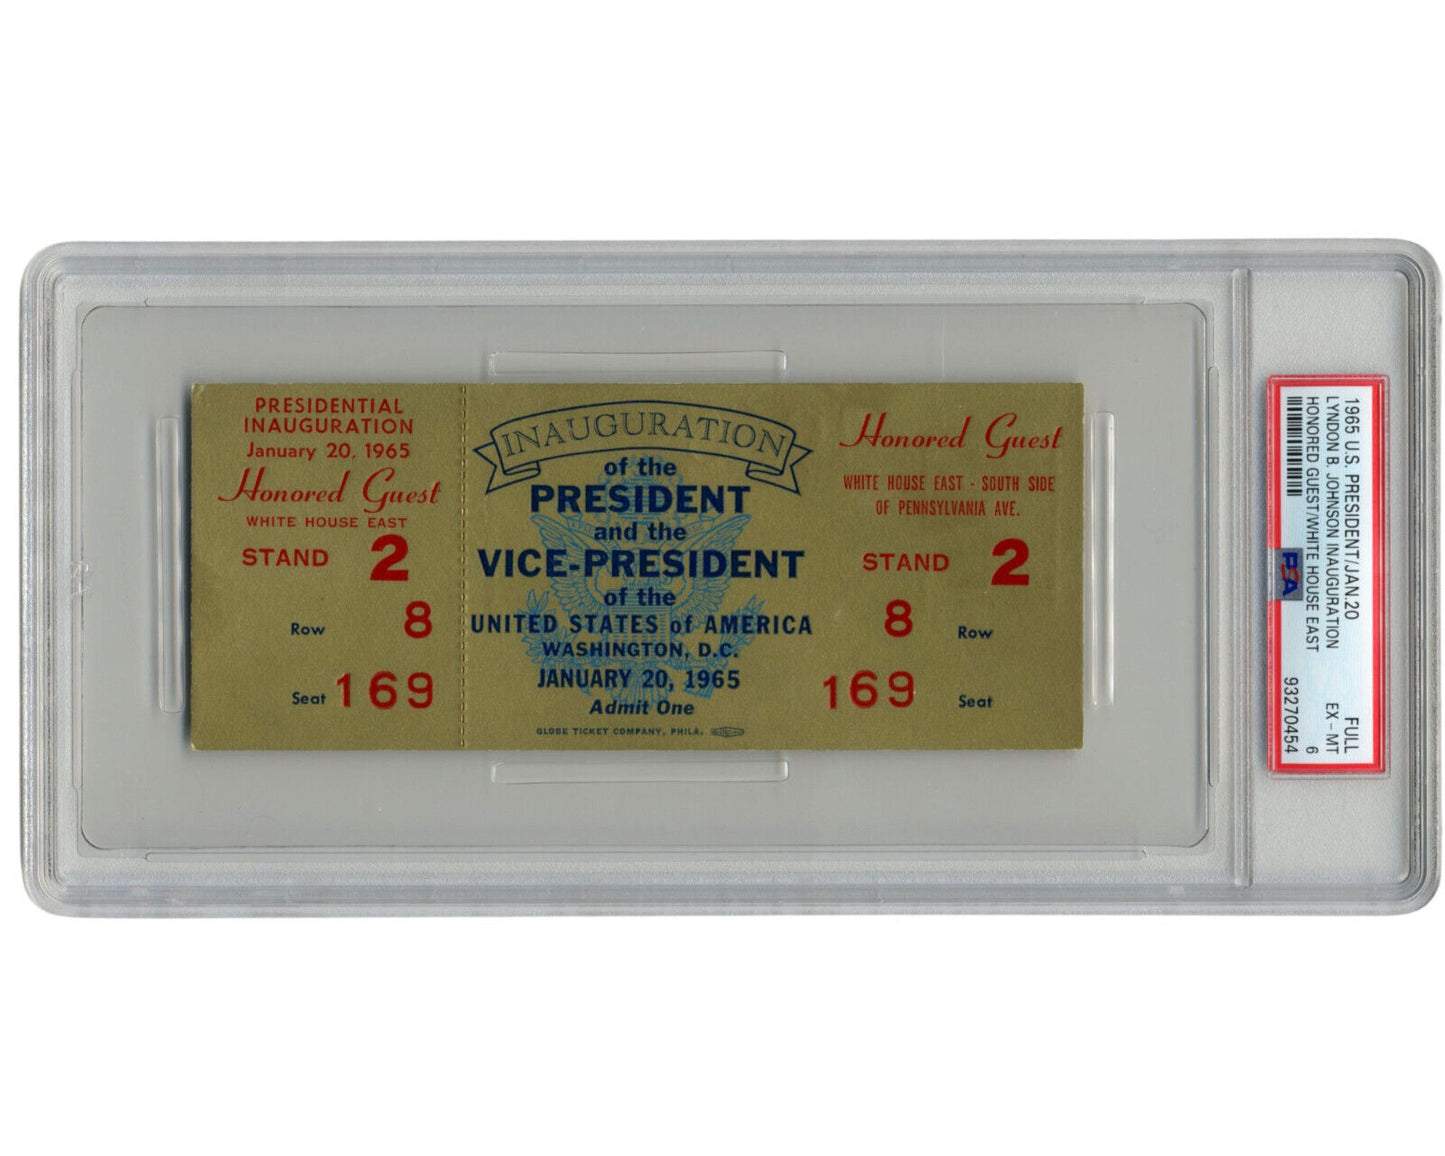 PRESIDENTIAL
INAUGURATION
January 20, 1965
Honored Guest
WHITE HOUSE EAST
STAND 2
Row 8
Seat 169
INAUGURATION
of the
PRESIDENT
and the
VICE-PRESIDENT
of the
UNITED STATES of AMERICA
WASHINGTON, D.C.
JANUARY 20, 1965
Admit One
GLOBE TICKET COMPANY, PHILA.
Honored Guest
WHITE HOUSE EAST - SOUTH SIDE
OF PENNSYLVANIA AVE.
STAND 2
8 Row
169 Seat
1965 U.S. PRESIDENT/JAN.20 FULL
LYNDON B. JOHNSON INAUGURATION EX - MT
HONORED GUEST/WHITE HOUSE EAST 6
93270454
PSA